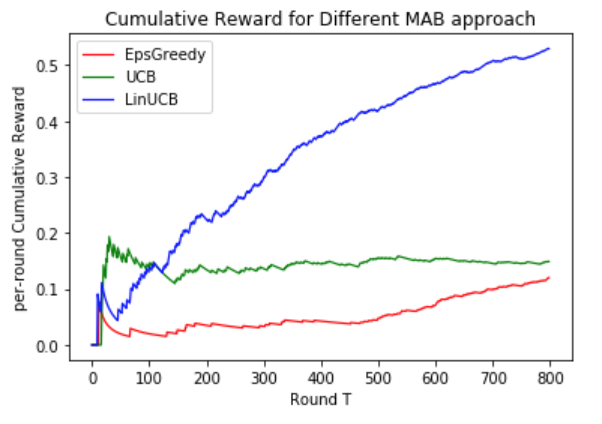 Cumulative Reward for Different MAB approach
EpsGreedy
UCB
LinUCB
per-round Cumulative Reward
0.5
0.4
0.3
0.2
0.1
0.0
0 100 200 300 400 500 600 700 800
Round T